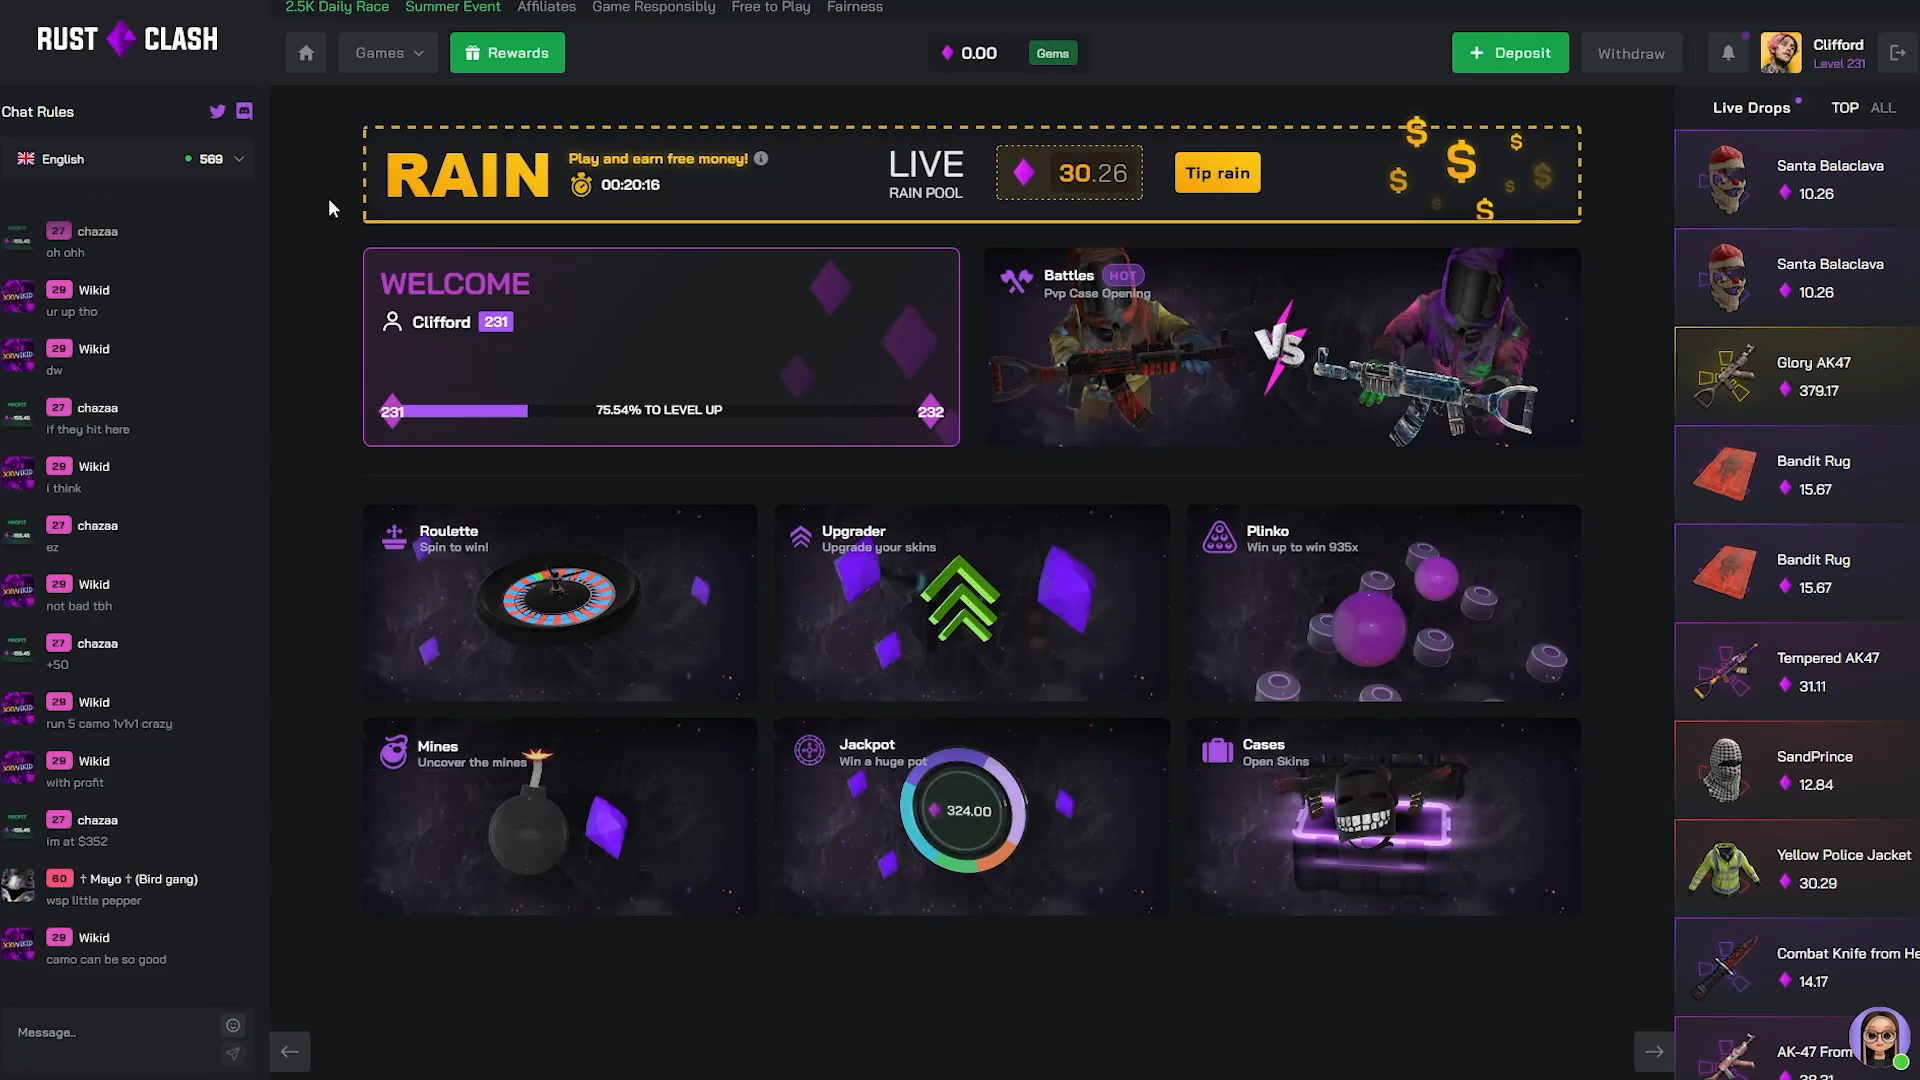 2.5K Daily Race Summer Event Affiliates Game Responsibly Free to Play Fairness
RUST CLASH
Games
Rewards
0.00
Gems
+ Deposit
Withdraw
Clifford
Level 231
Chat Rules
English
569
27 chazaa
oh ohh
29 Wikid
ur up tho
29 Wikid
dw
27 chazaa
if they hit here
29 Wikid
i think
27 chazaa
ez
29 Wikid
not bad tbh
27 chazaa
+50
29 Wikid
run 5 camo 1v1v1 crazy
29 Wikid
with profit
27 chazaa
im at $352
60 † Mayo † (Bird gang)
wsp little pepper
29 Wikid
camo can be so good
Message..
RAIN
Play and earn free money!
00:20:16
LIVE
RAIN POOL
30.26
Tip rain
WELCOME
Clifford 231
231
75.54% TO LEVEL UP
232
Battles HOT
Pvp Case Opening
VS
Roulette
Spin to win!
Upgrader
Upgrade your skins
Plinko
Win up to win 935x
Mines
Uncover the mines
Jackpot
Win a huge pot
324.00
Cases
Open Skins
Live Drops TOP ALL
Santa Balaclava
10.26
Santa Balaclava
10.26
Glory AK47
379.17
Bandit Rug
15.67
Bandit Rug
15.67
Tempered AK47
31.11
SandPrince
12.84
Yellow Police Jacket
30.29
Combat Knife from He
14.17
AK-47 From